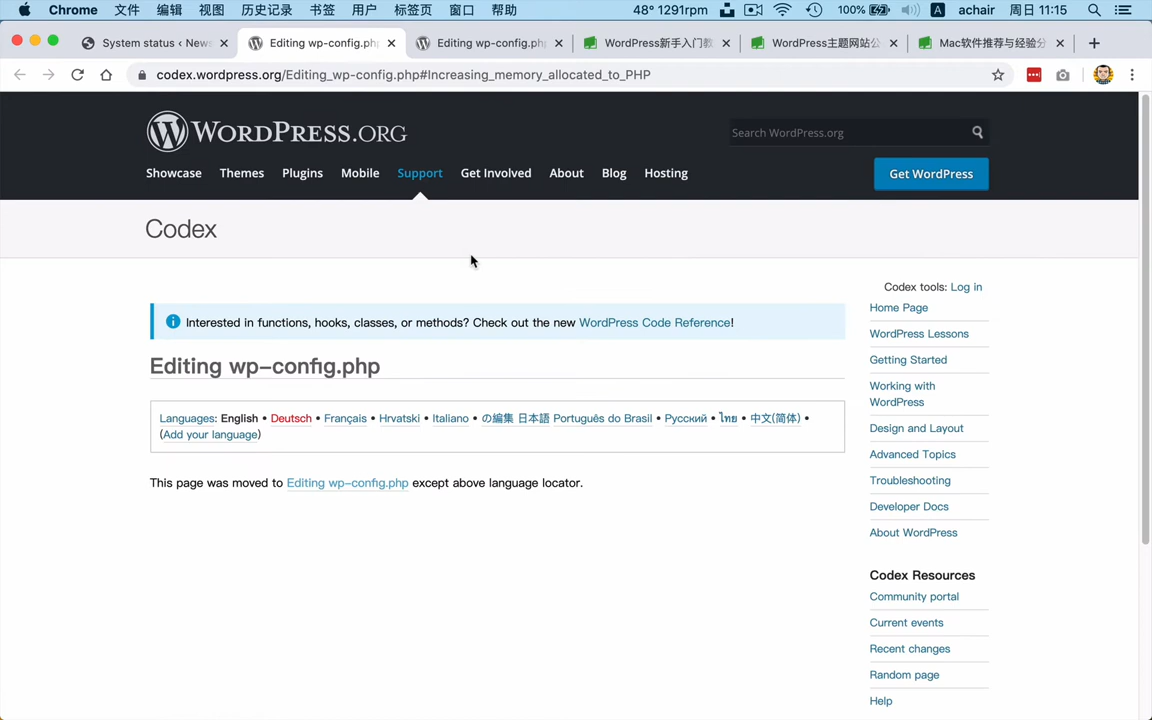 Chrome 文件 编辑 视图 历史记录 书签 用户 标签页 窗口 帮助 48° 1291rpm 100% A achair 周日 11:15
System status ‹ News
Editing wp-config.php
Editing wp-config.php
WordPress新手入门教
WordPress主题网站公
Mac软件推荐与经验分
codex.wordpress.org/Editing_wp-config.php#Increasing_memory_allocated_to_PHP
WORDPRESS.ORG
Search WordPress.org
Showcase Themes Plugins Mobile Support Get Involved About Blog Hosting
Get WordPress
Codex
Codex tools: Log in
Interested in functions, hooks, classes, or methods? Check out the new WordPress Code Reference!
Editing wp-config.php
Languages: English • Deutsch • Français • Hrvatski • Italiano • の編集 日本語 Português do Brasil • Русский • ไทย • 中文(简体) •
(Add your language)
This page was moved to Editing wp-config.php except above language locator.
Home Page
WordPress Lessons
Getting Started
Working with
WordPress
Design and Layout
Advanced Topics
Troubleshooting
Developer Docs
About WordPress
Codex Resources
Community portal
Current events
Recent changes
Random page
Help